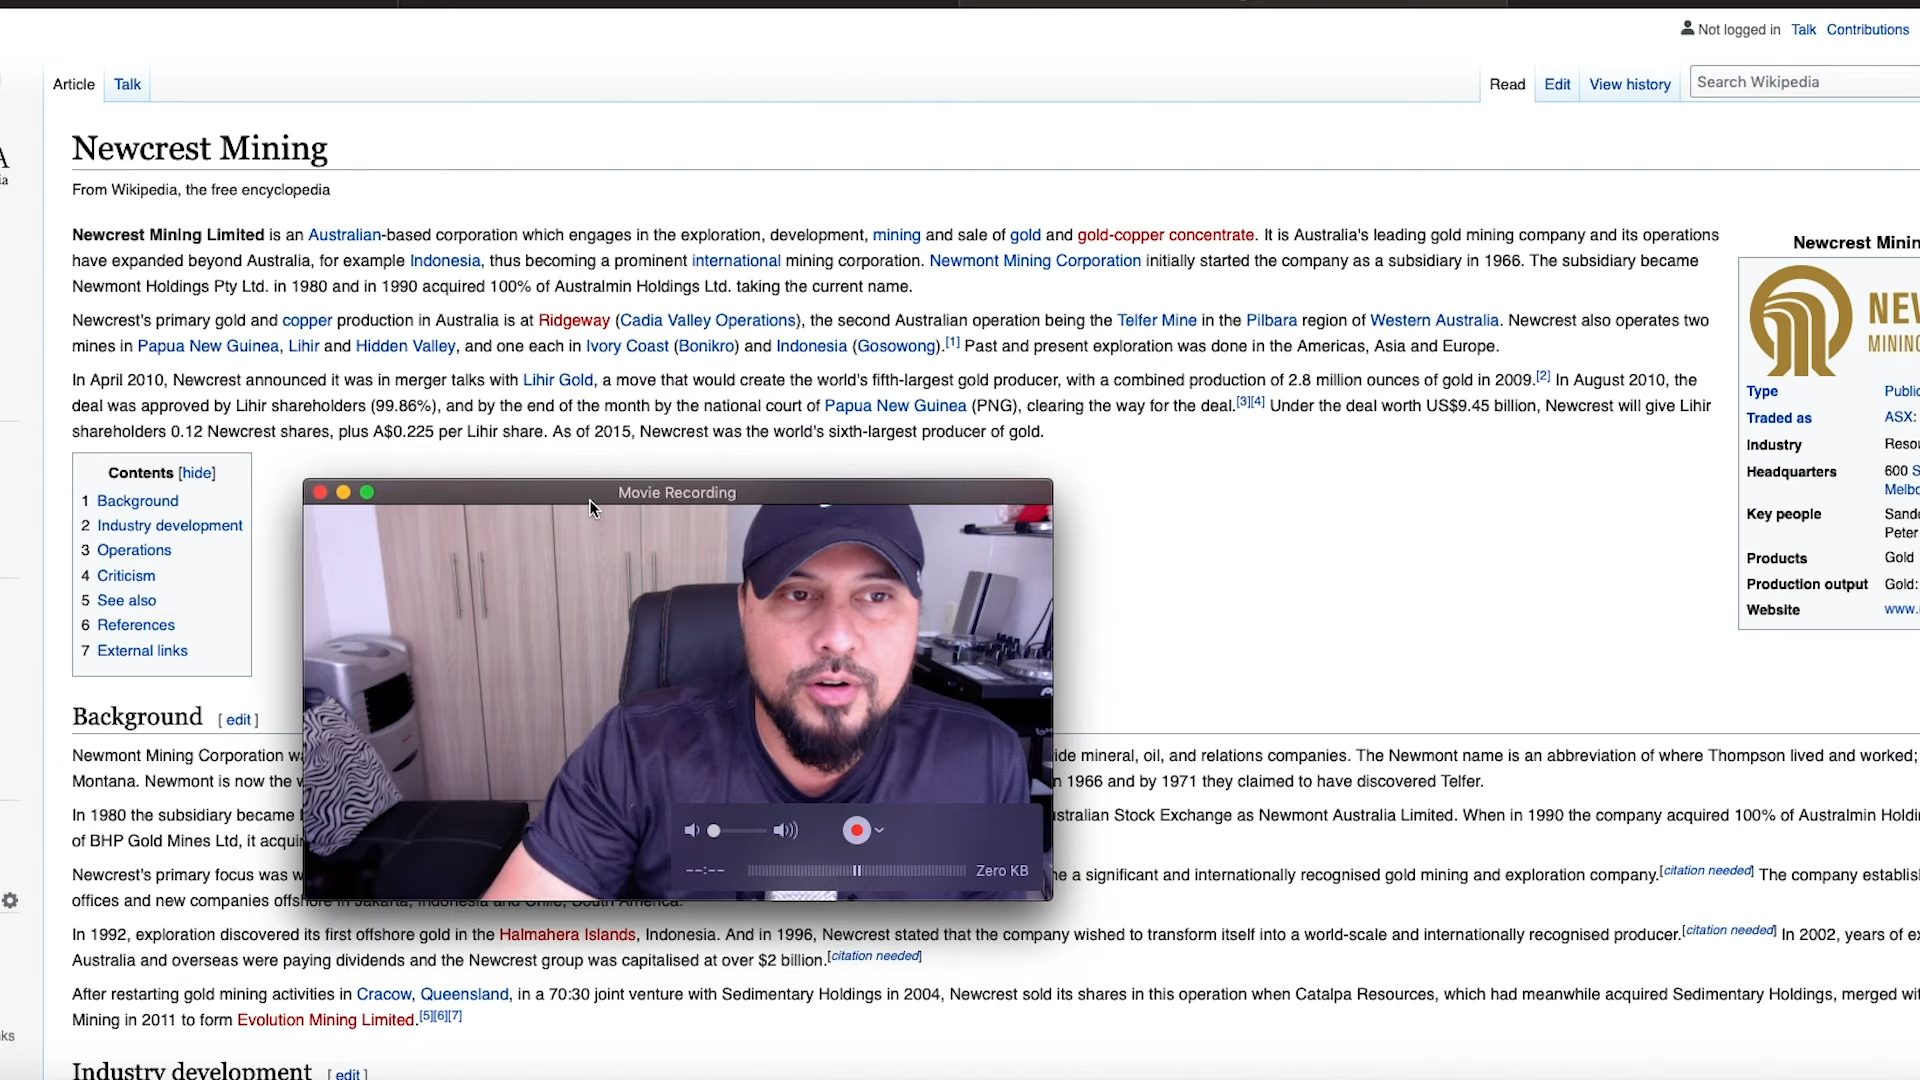 Not logged in Talk Contributions
Article Talk Read Edit View history Search Wikipedia
Newcrest Mining
From Wikipedia, the free encyclopedia
Newcrest Mining Limited is an Australian-based corporation which engages in the exploration, development, mining and sale of gold and gold-copper concentrate. It is Australia's leading gold mining company and its operations
have expanded beyond Australia, for example Indonesia, thus becoming a prominent international mining corporation. Newmont Mining Corporation initially started the company as a subsidiary in 1966. The subsidiary became
Newmont Holdings Pty Ltd. in 1980 and in 1990 acquired 100% of Australmin Holdings Ltd. taking the current name.
Newcrest's primary gold and copper production in Australia is at Ridgeway (Cadia Valley Operations), the second Australian operation being the Telfer Mine in the Pilbara region of Western Australia. Newcrest also operates two
mines in Papua New Guinea, Lihir and Hidden Valley, and one each in Ivory Coast (Bonikro) and Indonesia (Gosowong).[1] Past and present exploration was done in the Americas, Asia and Europe.
In April 2010, Newcrest announced it was in merger talks with Lihir Gold, a move that would create the world's fifth-largest gold producer, with a combined production of 2.8 million ounces of gold in 2009.[2] In August 2010, the
deal was approved by Lihir shareholders (99.86%), and by the end of the month by the national court of Papua New Guinea (PNG), clearing the way for the deal.[3][4] Under the deal worth US$9.45 billion, Newcrest will give Lihir
shareholders 0.12 Newcrest shares, plus A$0.225 per Lihir share. As of 2015, Newcrest was the world's sixth-largest producer of gold.
Newcrest Minin
NEW
MINING
Type Public
Traded as ASX:
Industry Resou
Headquarters 600 S
Melbo
Key people Sande
Peter
Products Gold
Production output Gold:
Website www.
Contents [hide]
1 Background
2 Industry development
3 Operations
4 Criticism
5 See also
6 References
7 External links
Movie Recording
--:-- Zero KB
Background [ edit ]
Newmont Mining Corporation wa ide mineral, oil, and relations companies. The Newmont name is an abbreviation of where Thompson lived and worked;
Montana. Newmont is now the w n 1966 and by 1971 they claimed to have discovered Telfer.
In 1980 the subsidiary became ustralian Stock Exchange as Newmont Australia Limited. When in 1990 the company acquired 100% of Australmin Holdi
of BHP Gold Mines Ltd, it acqui
Newcrest's primary focus was w e a significant and internationally recognised gold mining and exploration company.[citation needed] The company establis
offices and new companies offshore in Jakarta, Indonesia and Chile, South America.
In 1992, exploration discovered its first offshore gold in the Halmahera Islands, Indonesia. And in 1996, Newcrest stated that the company wished to transform itself into a world-scale and internationally recognised producer.[citation needed] In 2002, years of ex
Australia and overseas were paying dividends and the Newcrest group was capitalised at over $2 billion.[citation needed]
After restarting gold mining activities in Cracow, Queensland, in a 70:30 joint venture with Sedimentary Holdings in 2004, Newcrest sold its shares in this operation when Catalpa Resources, which had meanwhile acquired Sedimentary Holdings, merged wit
Mining in 2011 to form Evolution Mining Limited.[5][6][7]
Industry development [ edit ]